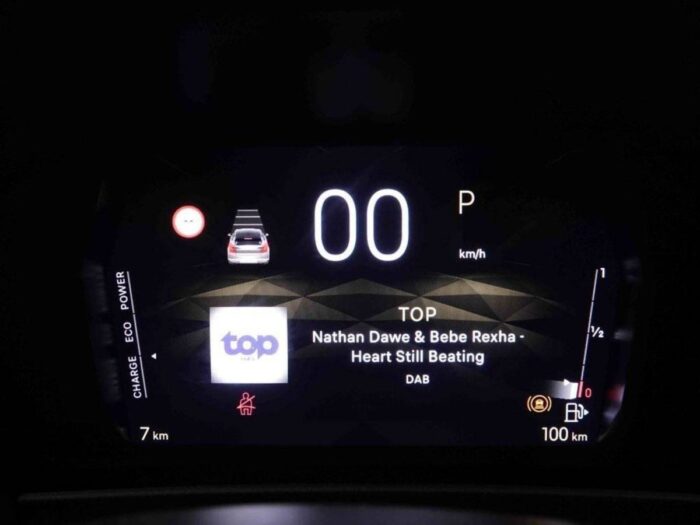 00
P
km/h
POWER
ECO
CHARGE
1
½
0
top
TOP
Nathan Dawe & Bebe Rexha -
Heart Still Beating
DAB
7 km
100 km